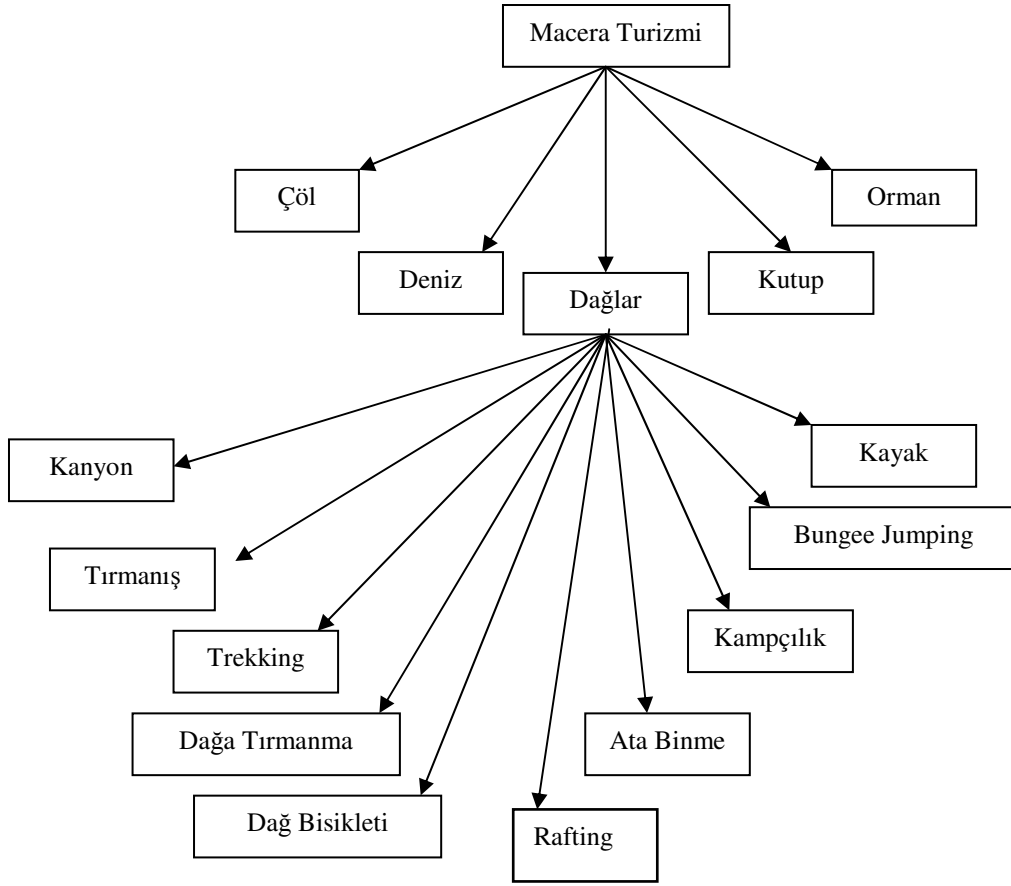 Macera Turizmi
Çöl
Orman
Deniz
Dağlar
Kutup
Kanyon
Kayak
Bungee Jumping
Tırmanış
Trekking
Kampçılık
Dağa Tırmanma
Ata Binme
Dağ Bisikleti
Rafting